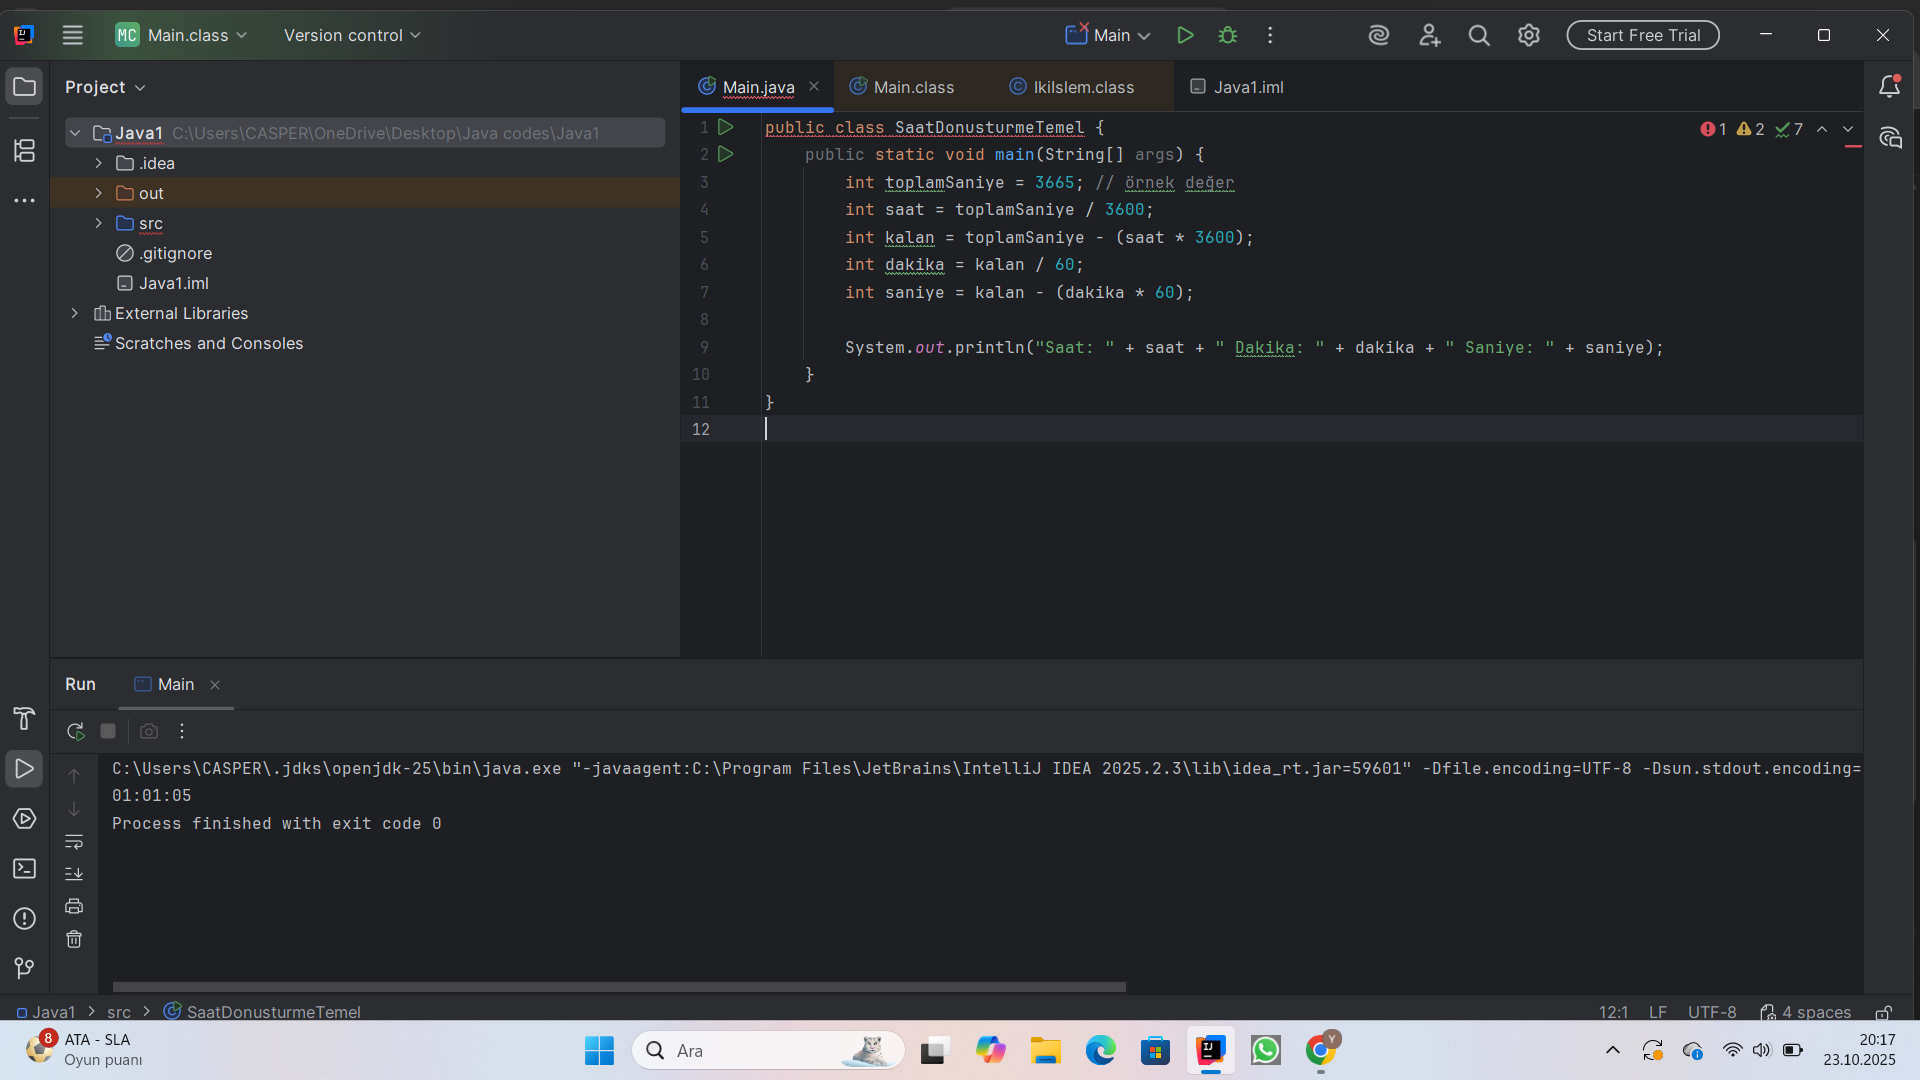 MC Main.class
Version control
Main
Start Free Trial
Project
Java1 C:\Users\CASPER\OneDrive\Desktop\Java codes\Java1
.idea
out
src
.gitignore
Java1.iml
External Libraries
Scratches and Consoles
Main.java
Main.class
IkiIslem.class
Java1.iml
1 2 7
1 public class SaatDonusturmeTemel {
2 public static void main(String[] args) {
3 int toplamSaniye = 3665; // örnek değer
4 int saat = toplamSaniye / 3600;
5 int kalan = toplamSaniye - (saat * 3600);
6 int dakika = kalan / 60;
7 int saniye = kalan - (dakika * 60);
8
9 System.out.println("Saat: " + saat + " Dakika: " + dakika + " Saniye: " + saniye);
10 }
11 }
12
Run
Main
C:\Users\CASPER\.jdks\openjdk-25\bin\java.exe "-javaagent:C:\Program Files\JetBrains\IntelliJ IDEA 2025.2.3\lib\idea_rt.jar=59601" -Dfile.encoding=UTF-8 -Dsun.stdout.encoding=
01:01:05
Process finished with exit code 0
Java1 > src > SaatDonusturmeTemel
12:1 LF UTF-8 4 spaces
8
ATA - SLA
Oyun puanı
Ara
Y
20:17
23.10.2025